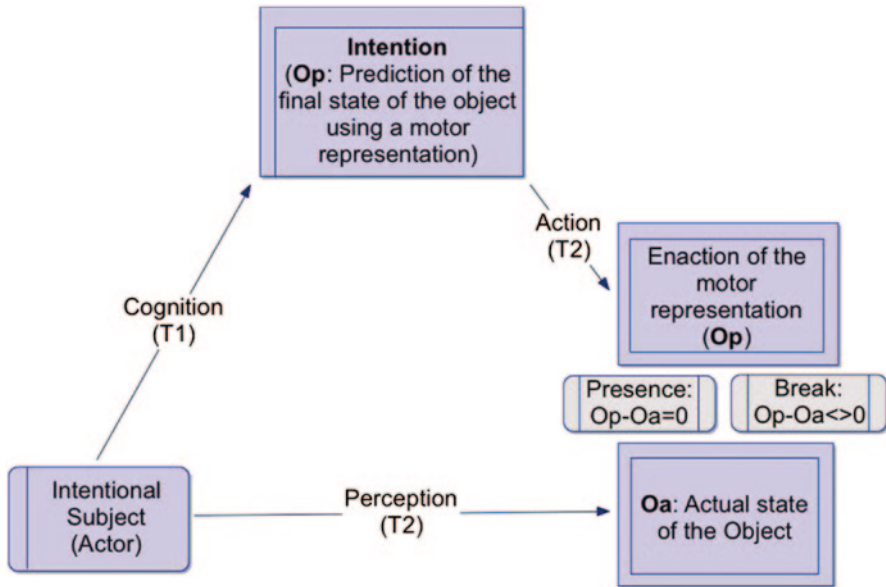 Intention
(Op: Prediction of the
final state of the object
using a motor
representation)
Action
(T2)
Enaction of the
motor
representation
(Op)
Cognition
(T1)
Presence:
Op-Oa=0
Break:
Op-Oa<>0
Intentional
Subject
(Actor)
Perception
(T2)
Oa: Actual state
of the Object